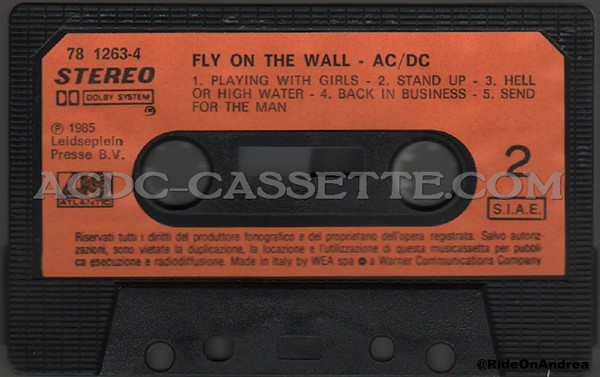 78 1263-4
STEREO
DOLBY SYSTEM
FLY ON THE WALL - AC/DC
1. PLAYING WITH GIRLS - 2. STAND UP - 3. HELL
OR HIGH WATER - 4. BACK IN BUSINESS - 5. SEND
FOR THE MAN
℗ 1985
Leidseplein
Presse B.V.
ACDC-CASSETTE.COM
ATLANTIC
2
S.I.A.E.
Riservati tutti i diritti del produttore fonografico e del proprietario dell'opera registrata. Salvo autoriz-
zazioni, sono vietate la duplicazione, la locazione e l'utilizzazione di questa musicassetta per pubbli-
ca esecuzione e radiodiffusione. Made in Italy by WEA spa a Warner Communications Company
@RideOnAndrea